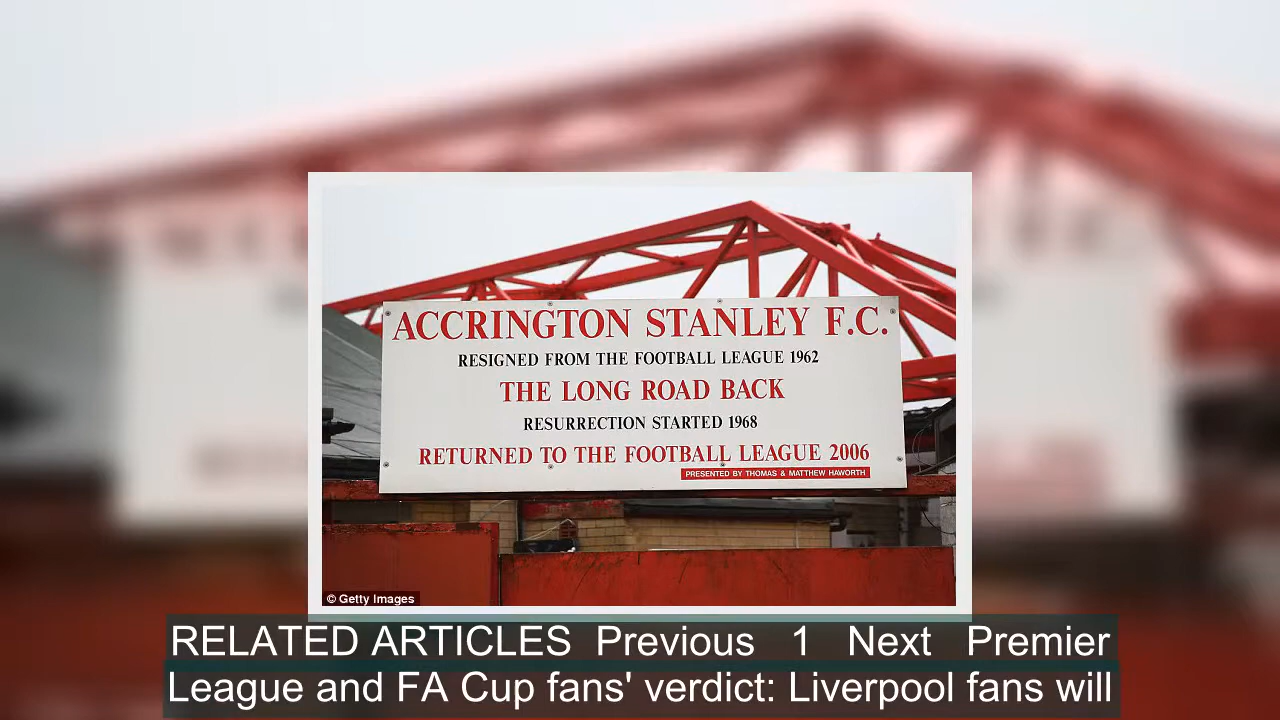 ACCRINGTON STANLEY F.C.
RESIGNED FROM THE FOOTBALL LEAGUE 1962
THE LONG ROAD BACK
RESURRECTION STARTED 1968
RETURNED TO THE FOOTBALL LEAGUE 2006
PRESENTED BY THOMAS & MATTHEW HAWORTH
© Getty Images
RELATED ARTICLES Previous 1 Next Premier
League and FA Cup fans' verdict: Liverpool fans will